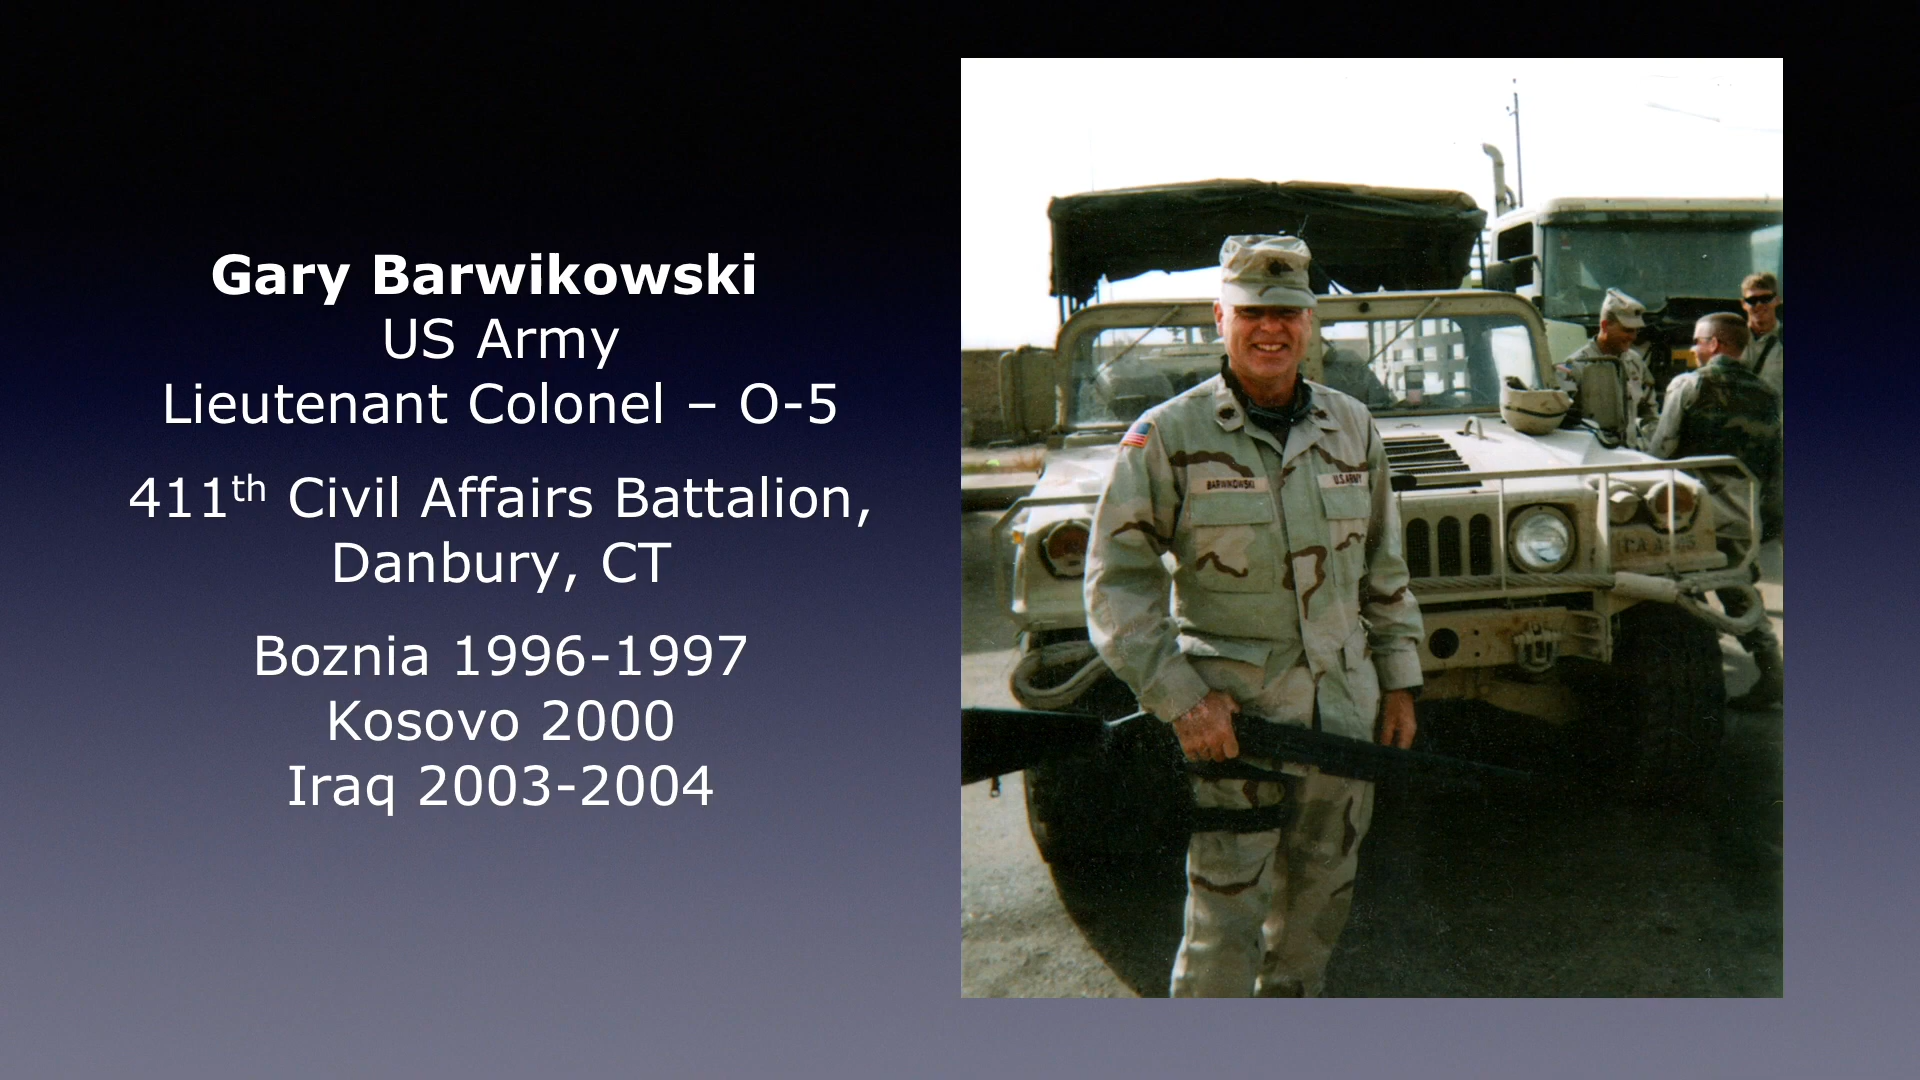 Gary Barwikowski
US Army
Lieutenant Colonel – O-5
411th Civil Affairs Battalion,
Danbury, CT
Boznia 1996-1997
Kosovo 2000
Iraq 2003-2004
BARWIKOWSKI
U.S. ARMY